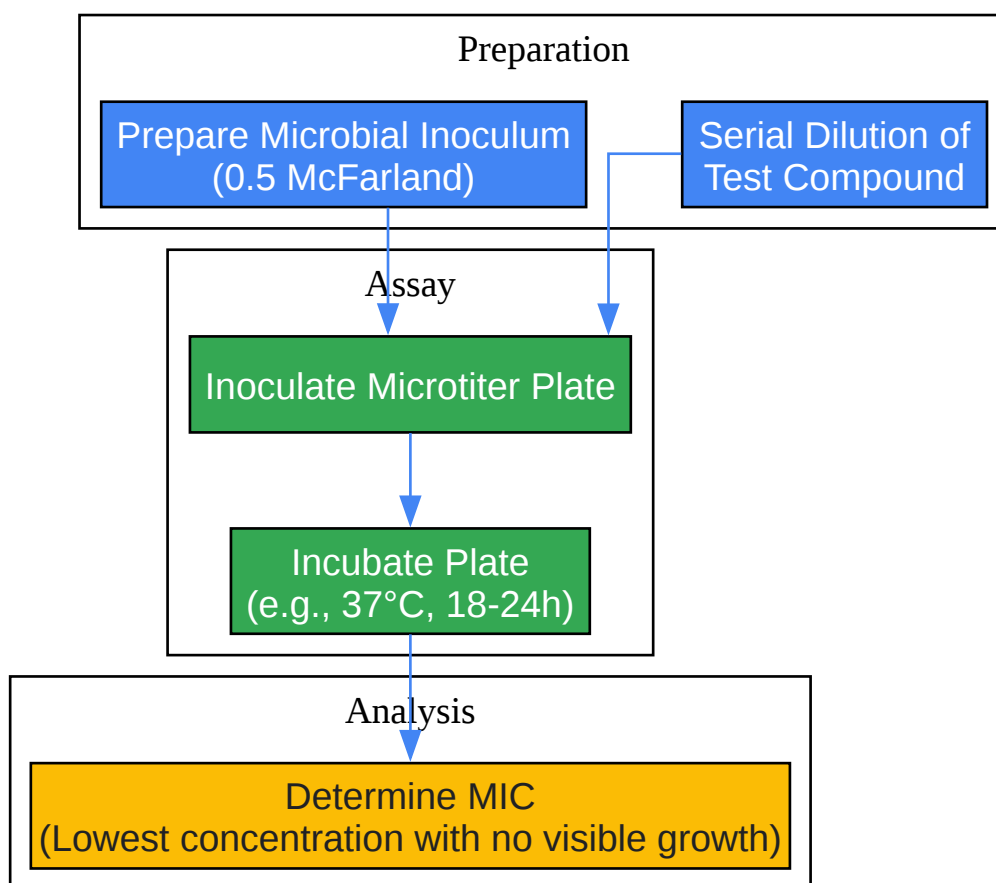 Preparation
Prepare Microbial Inoculum
(0.5 McFarland)
Serial Dilution of
Test Compound
Assay
Inoculate Microtiter Plate
Incubate Plate
(e.g., 37°C, 18-24h)
Analysis
Determine MIC
(Lowest concentration with no visible growth)